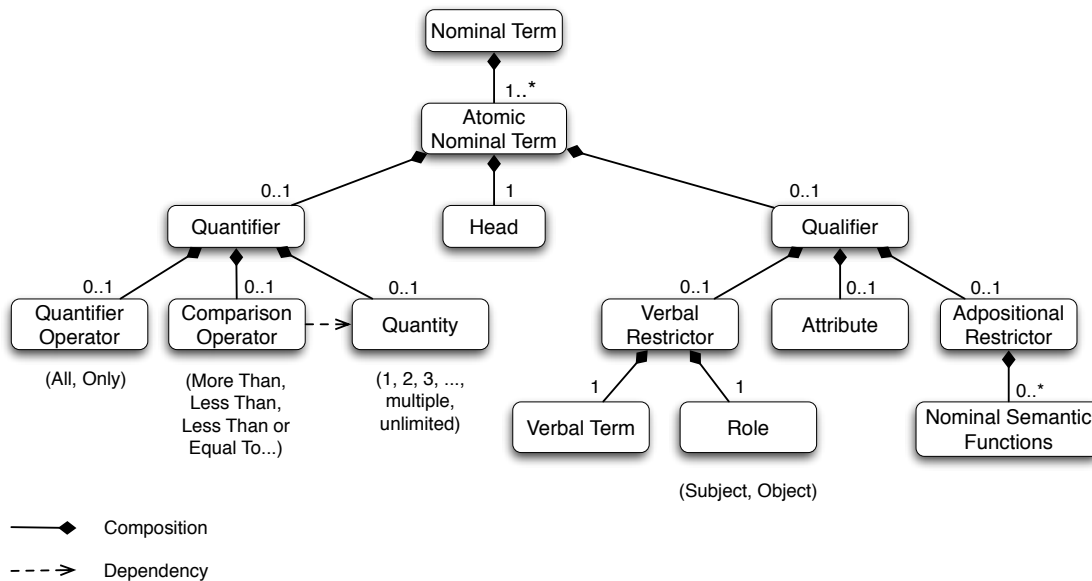 Nominal Term
1..*
Atomic
Nominal Term
0..1
1
0..1
Quantifier
Head
Qualifier
0..1
0..1
0..1
0..1
0..1
0..1
Quantifier
Operator
Comparison
Operator
Quantity
Verbal
Restrictor
Attribute
Adpositional
Restrictor
(All, Only)
(More Than,
Less Than,
Less Than or
Equal To...)
(1, 2, 3, ...,
multiple,
unlimited)
1
1
0..*
Verbal Term
Role
Nominal Semantic
Functions
(Subject, Object)
Composition
Dependency